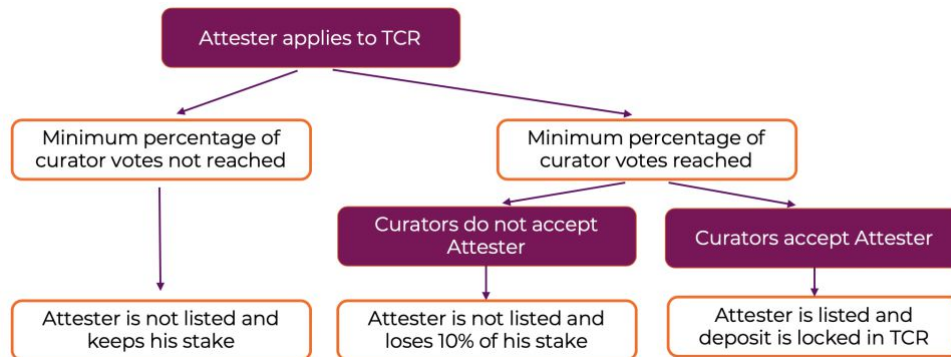 Attester applies to TCR
Minimum percentage of
curator votes not reached
Minimum percentage of
curator votes reached
Curators do not accept
Attester
Curators accept Attester
Attester is not listed and
keeps his stake
Attester is not listed and
loses 10% of his stake
Attester is listed and
deposit is locked in TCR